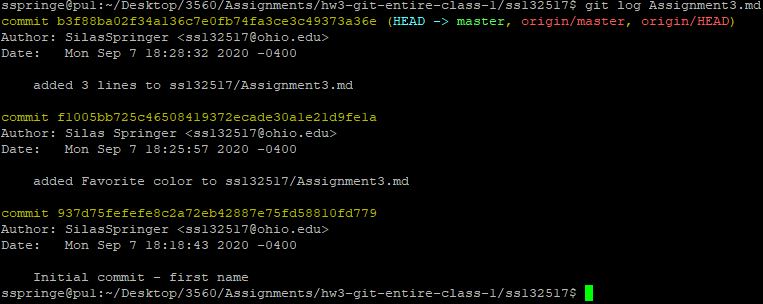 sspringe@pu1:~/Desktop/3560/Assignments/hw3-git-entire-class-1/ss132517$ git log Assignment3.md
commit b3f88ba02f34a136c7e0fb74fa3ce3c49373a36e (HEAD -> master, origin/master, origin/HEAD)
Author: SilasSpringer <ss132517@ohio.edu>
Date:   Mon Sep 7 18:28:32 2020 -0400
    added 3 lines to ss132517/Assignment3.md
commit f1005bb725c46508419372ecade30a1e21d9fe1a
Author: Silas Springer <ss132517@ohio.edu>
Date:   Mon Sep 7 18:25:57 2020 -0400
    added Favorite color to ss132517/Assignment3.md
commit 937d75fefefe8c2a72eb42887e75fd58810fd779
Author: SilasSpringer <ss132517@ohio.edu>
Date:   Mon Sep 7 18:18:43 2020 -0400
    Initial commit - first name
sspringe@pu1:~/Desktop/3560/Assignments/hw3-git-entire-class-1/ss132517$